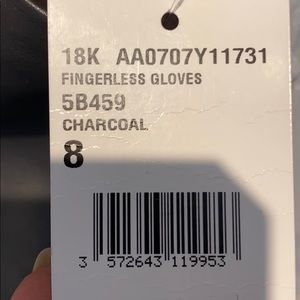 18K AA0707Y11731
FINGERLESS GLOVES
5B459
CHARCOAL
8
3 572643 119953